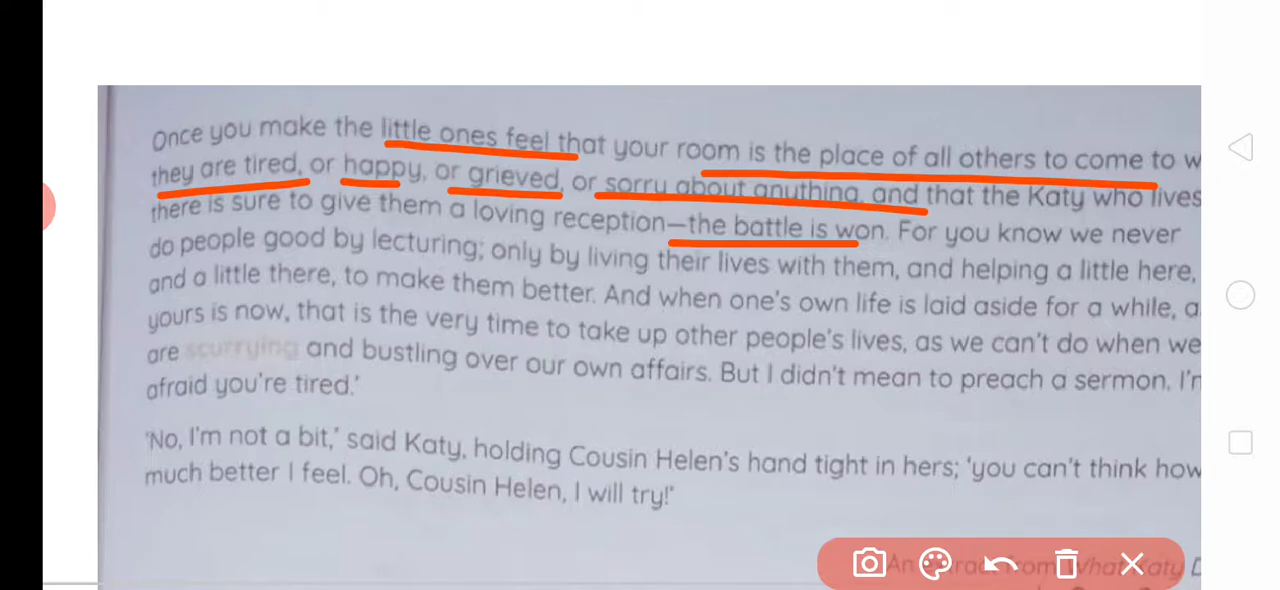 Once you make the little ones feel that your room is the place of all others to come to w
they are tired, or happy, or grieved, or sorry about anything, and that the Katy who lives
there is sure to give them a loving reception—the battle is won. For you know we never
do people good by lecturing; only by living their lives with them, and helping a little here,
and a little there, to make them better. And when one's own life is laid aside for a while, a
yours is now, that is the very time to take up other people's lives, as we can't do when we
are scurrying and bustling over our own affairs. But I didn't mean to preach a sermon. I'm
afraid you're tired.'
'No, I'm not a bit,' said Katy, holding Cousin Helen's hand tight in hers; 'you can't think how
much better I feel. Oh, Cousin Helen, I will try!'
An extract from What Katy D